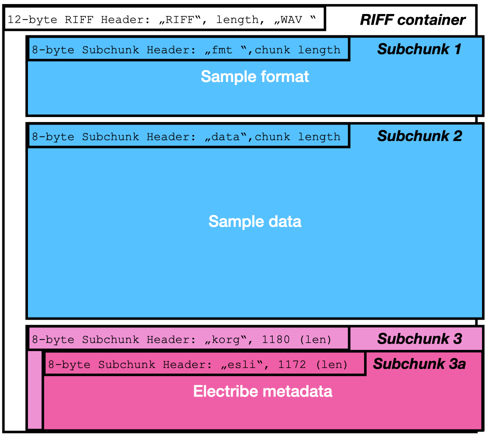 12-byte RIFF Header: „RIFF“, length, „WAV “
RIFF container
8-byte Subchunk Header: „fmt “,chunk length
Subchunk 1
Sample format
8-byte Subchunk Header: „data“,chunk length
Subchunk 2
Sample data
8-byte Subchunk Header: „korg“, 1180 (len)
Subchunk 3
8-byte Subchunk Header: „esli“, 1172 (len)
Subchunk 3a
Electribe metadata